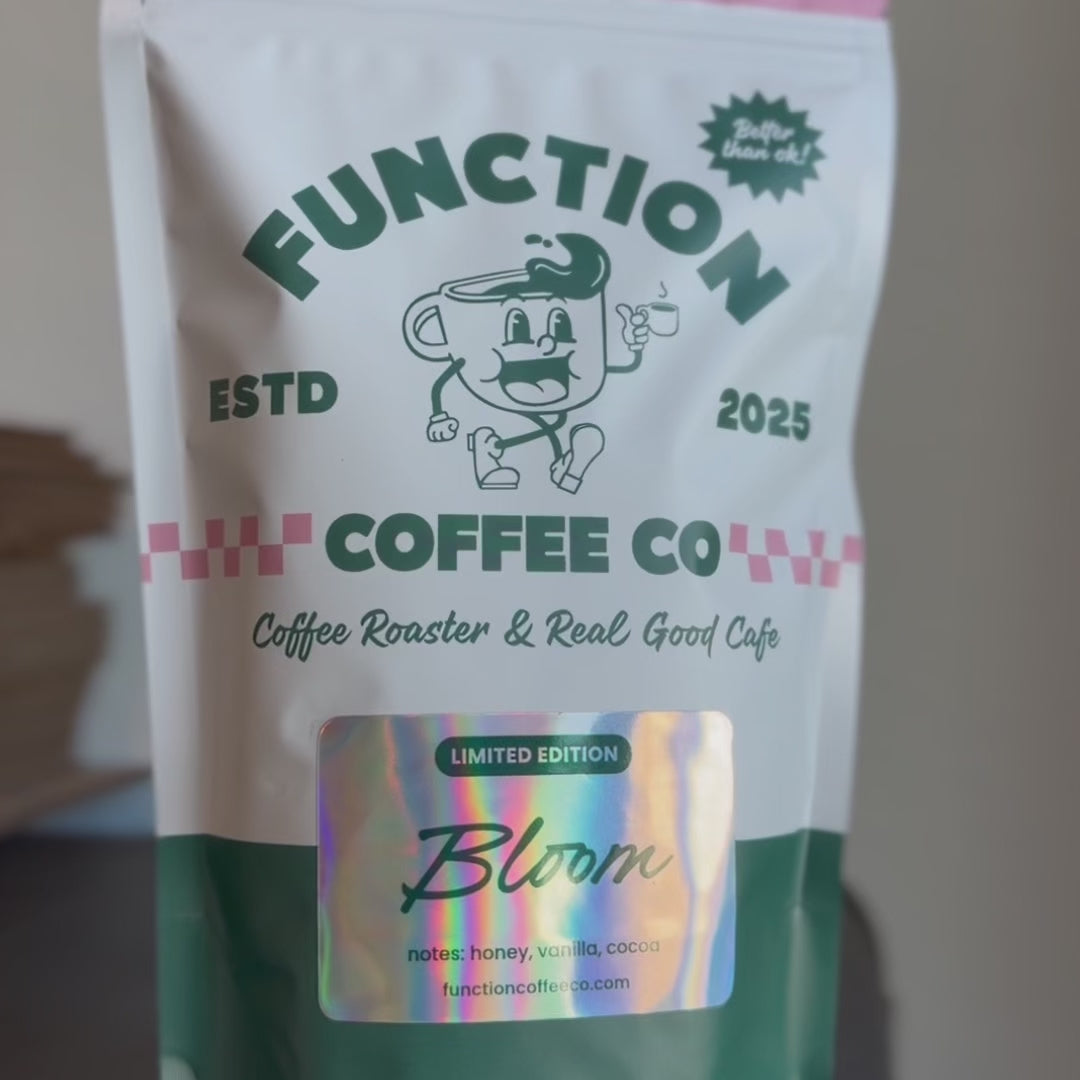 Better
than ok!
FUNCTION
ESTD
2025
COFFEE CO
Coffee Roaster & Real Good Cafe
LIMITED EDITION
Bloom
notes: honey, vanilla, cocoa
functioncoffeeco.com